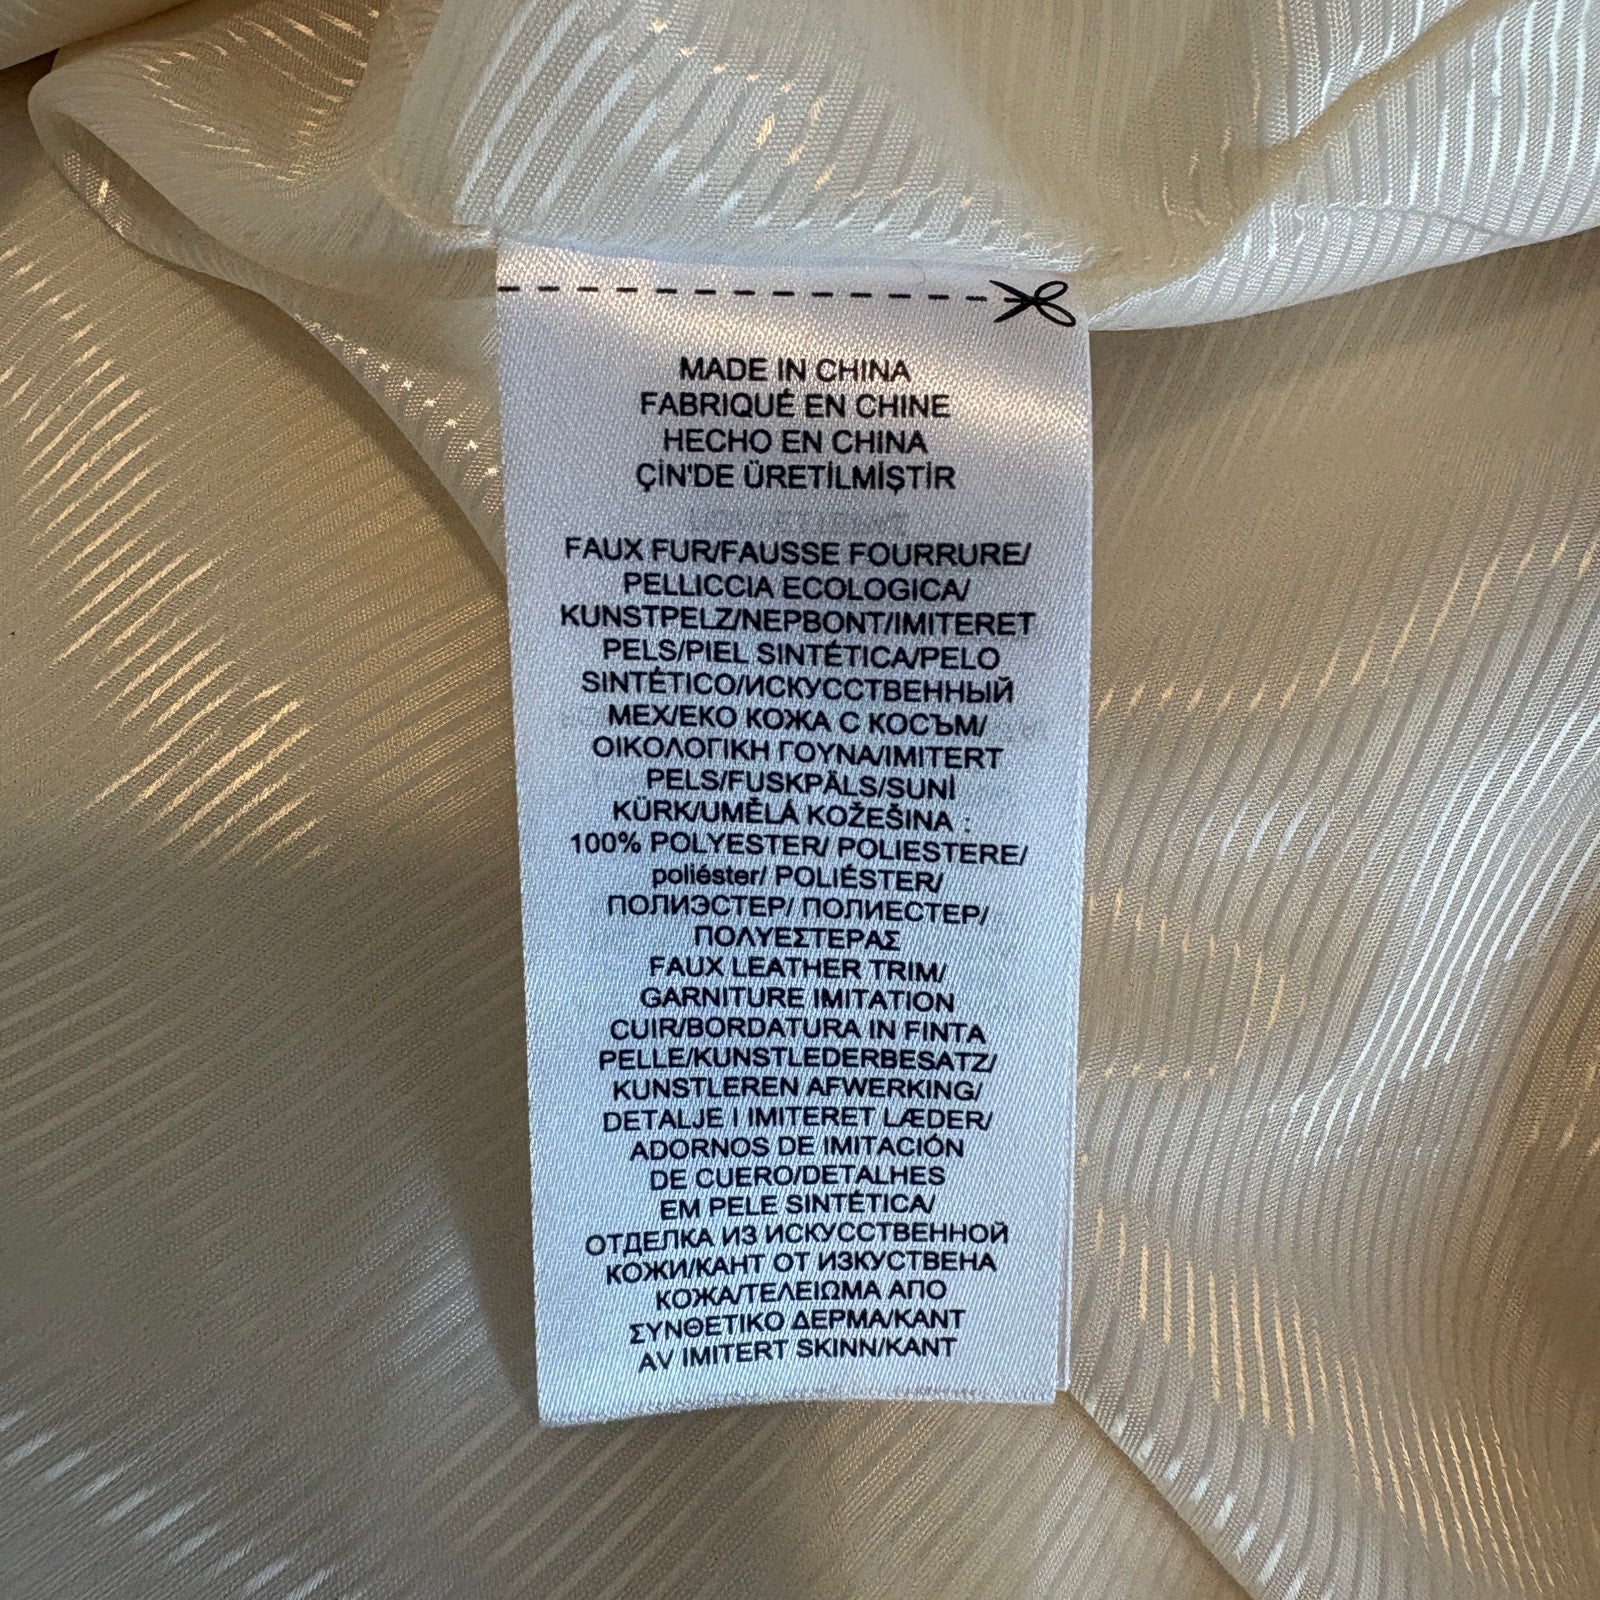 MADE IN CHINA
FABRIQUÉ EN CHINE
HECHO EN CHINA
ÇİN'DE ÜRETİLMİŞTİR
FAUX FUR/FAUSSE FOURRURE/
PELLICCIA ECOLOGICA/
KUNSTPELZ/NEPBONT/IMITERET
PELS/PIEL SINTÉTICA/PELO
SINTÉTICO/ИСКУССТВЕННЫЙ
МЕХ/ЕКО КОЖА С КОСЪМ/
ΟΙΚΟΛΟΓΙΚΗ ΓΟΥΝΑ/IMITERT
PELS/FUSKPÄLS/SUNİ
KÜRK/UMĚLÁ KOŽEŠINA :
100% POLYESTER/ POLIESTERE/
poliéster/ POLIÉSTER/
ПОЛИЭСТЕР/ ПОЛИЕСТЕР/
ΠΟΛΥΕΣΤΕΡΑΣ
FAUX LEATHER TRIM/
GARNITURE IMITATION
CUIR/BORDATURA IN FINTA
PELLE/KUNSTLEDERBESATZ/
KUNSTLEREN AFWERKING/
DETALJE I IMITERET LÆDER/
ADORNOS DE IMITACIÓN
DE CUERO/DETALHES
EM PELE SINTÉTICA/
ОТДЕЛКА ИЗ ИСКУССТВЕННОЙ
КОЖИ/КАНТ ОТ ИЗКУСТВЕНА
КОЖА/ΤΕΛΕΙΩΜΑ ΑΠΟ
ΣΥΝΘΕΤΙΚΟ ΔΕΡΜΑ/KANT
AV IMITERT SKINN/KANT